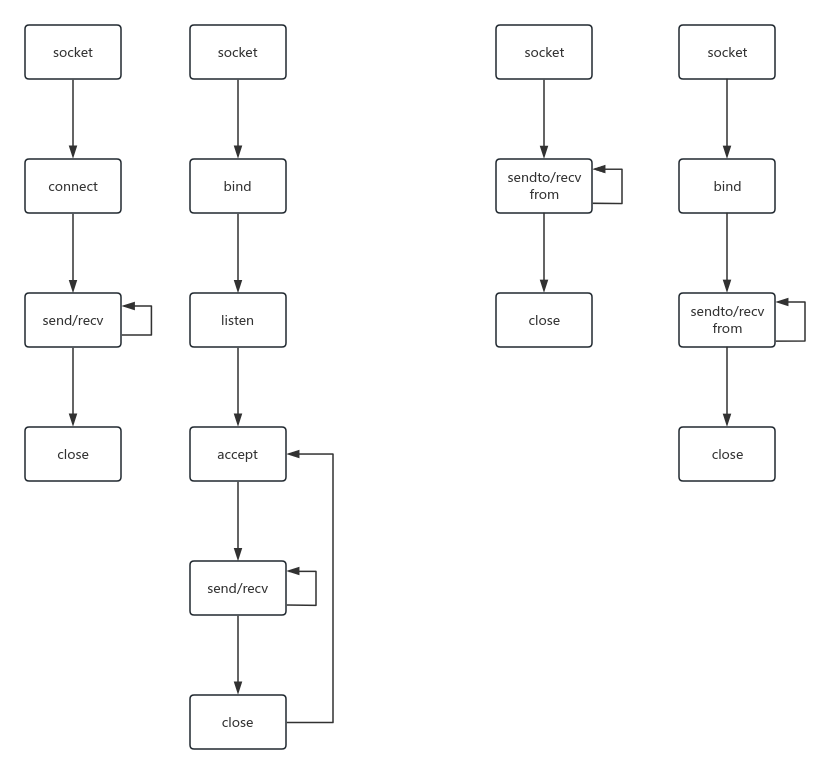 socket
connect
send/recv
close
socket
bind
listen
accept
send/recv
close
socket
sendto/recv
from
close
socket
bind
sendto/recv
from
close